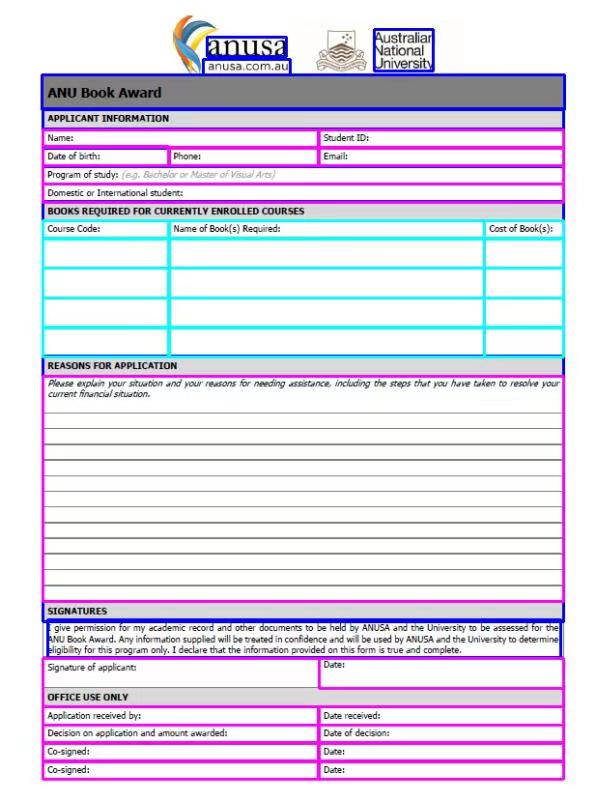 anusa
anusa.com.au
Australian
National
University
ANU Book Award
APPLICANT INFORMATION
Name: Student ID:
Date of birth: Phone: Email:
Program of study: (e.g. Bachelor or Master of Visual Arts)
Domestic or International student:
BOOKS REQUIRED FOR CURRENTLY ENROLLED COURSES
Course Code: Name of Book(s) Required: Cost of Book(s):
REASONS FOR APPLICATION
Please explain your situation and your reasons for needing assistance, including the steps that you have taken to resolve your
current financial situation.
SIGNATURES
I give permission for my academic record and other documents to be held by ANUSA and the University to be assessed for the
ANU Book Award. Any information supplied will be treated in confidence and will be used by ANUSA and the University to determine
eligibility for this program only. I declare that the information provided on this form is true and complete.
Signature of applicant: Date:
OFFICE USE ONLY
Application received by: Date received:
Decision on application and amount awarded: Date of decision:
Co-signed: Date:
Co-signed: Date: